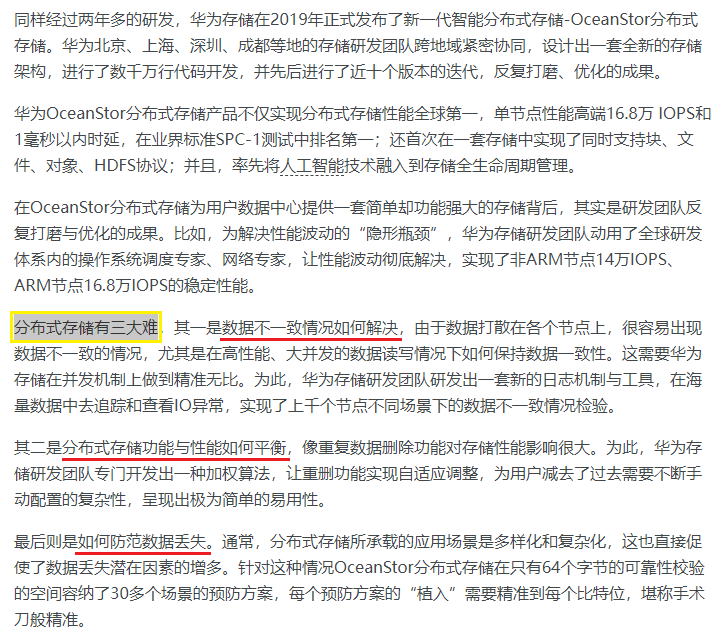 同样经过两年多的研发，华为存储在2019年正式发布了新一代智能分布式存储-OceanStor分布式
存储。华为北京、上海、深圳、成都等地的存储研发团队跨地域紧密协同，设计出一套全新的存储
架构，进行了数千万行代码开发，并先后进行了近十个版本的迭代，反复打磨、优化的成果。
华为OceanStor分布式存储产品不仅实现分布式存储性能全球第一，单节点性能高端16.8万 IOPS和
1毫秒以内时延，在业界标准SPC-1测试中排名第一；还首次在一套存储中实现了同时支持块、文
件、对象、HDFS协议；并且，率先将人工智能技术融入到存储全生命周期管理。
在OceanStor分布式存储为用户数据中心提供一套简单却功能强大的存储背后，其实是研发团队反
复打磨与优化的成果。比如，为解决性能波动的“隐形瓶颈”，华为存储研发团队动用了全球研发
体系内的操作系统调度专家、网络专家，让性能波动彻底解决，实现了非ARM节点14万IOPS、
ARM节点16.8万IOPS的稳定性能。
分布式存储有三大难，其一是数据不一致情况如何解决，由于数据打散在各个节点上，很容易出现
数据不一致的情况，尤其是在高性能、大并发的数据读写情况下如何保持数据一致性。这需要华为
存储在并发机制上做到精准无比。为此，华为存储研发团队研发出一套新的日志机制与工具，在海
量数据中去追踪和查看IO异常，实现了上千个节点不同场景下的数据不一致情况检验。
其二是分布式存储功能与性能如何平衡，像重复数据删除功能对存储性能影响很大。为此，华为存
储研发团队专门开发出一种加权算法，让重删功能实现自适应调整，为用户减去了过去需要不断手
动配置的复杂性，呈现出极为简单的易用性。
最后则是如何防范数据丢失。通常，分布式存储所承载的应用场景是多样化和复杂化，这也直接促
使了数据丢失潜在因素的增多。针对这种情况OceanStor分布式存储在只有64个字节的可靠性校验
的空间容纳了30多个场景的预防方案，每个预防方案的“植入”需要精准到每个比特位，堪称手术
刀般精准。